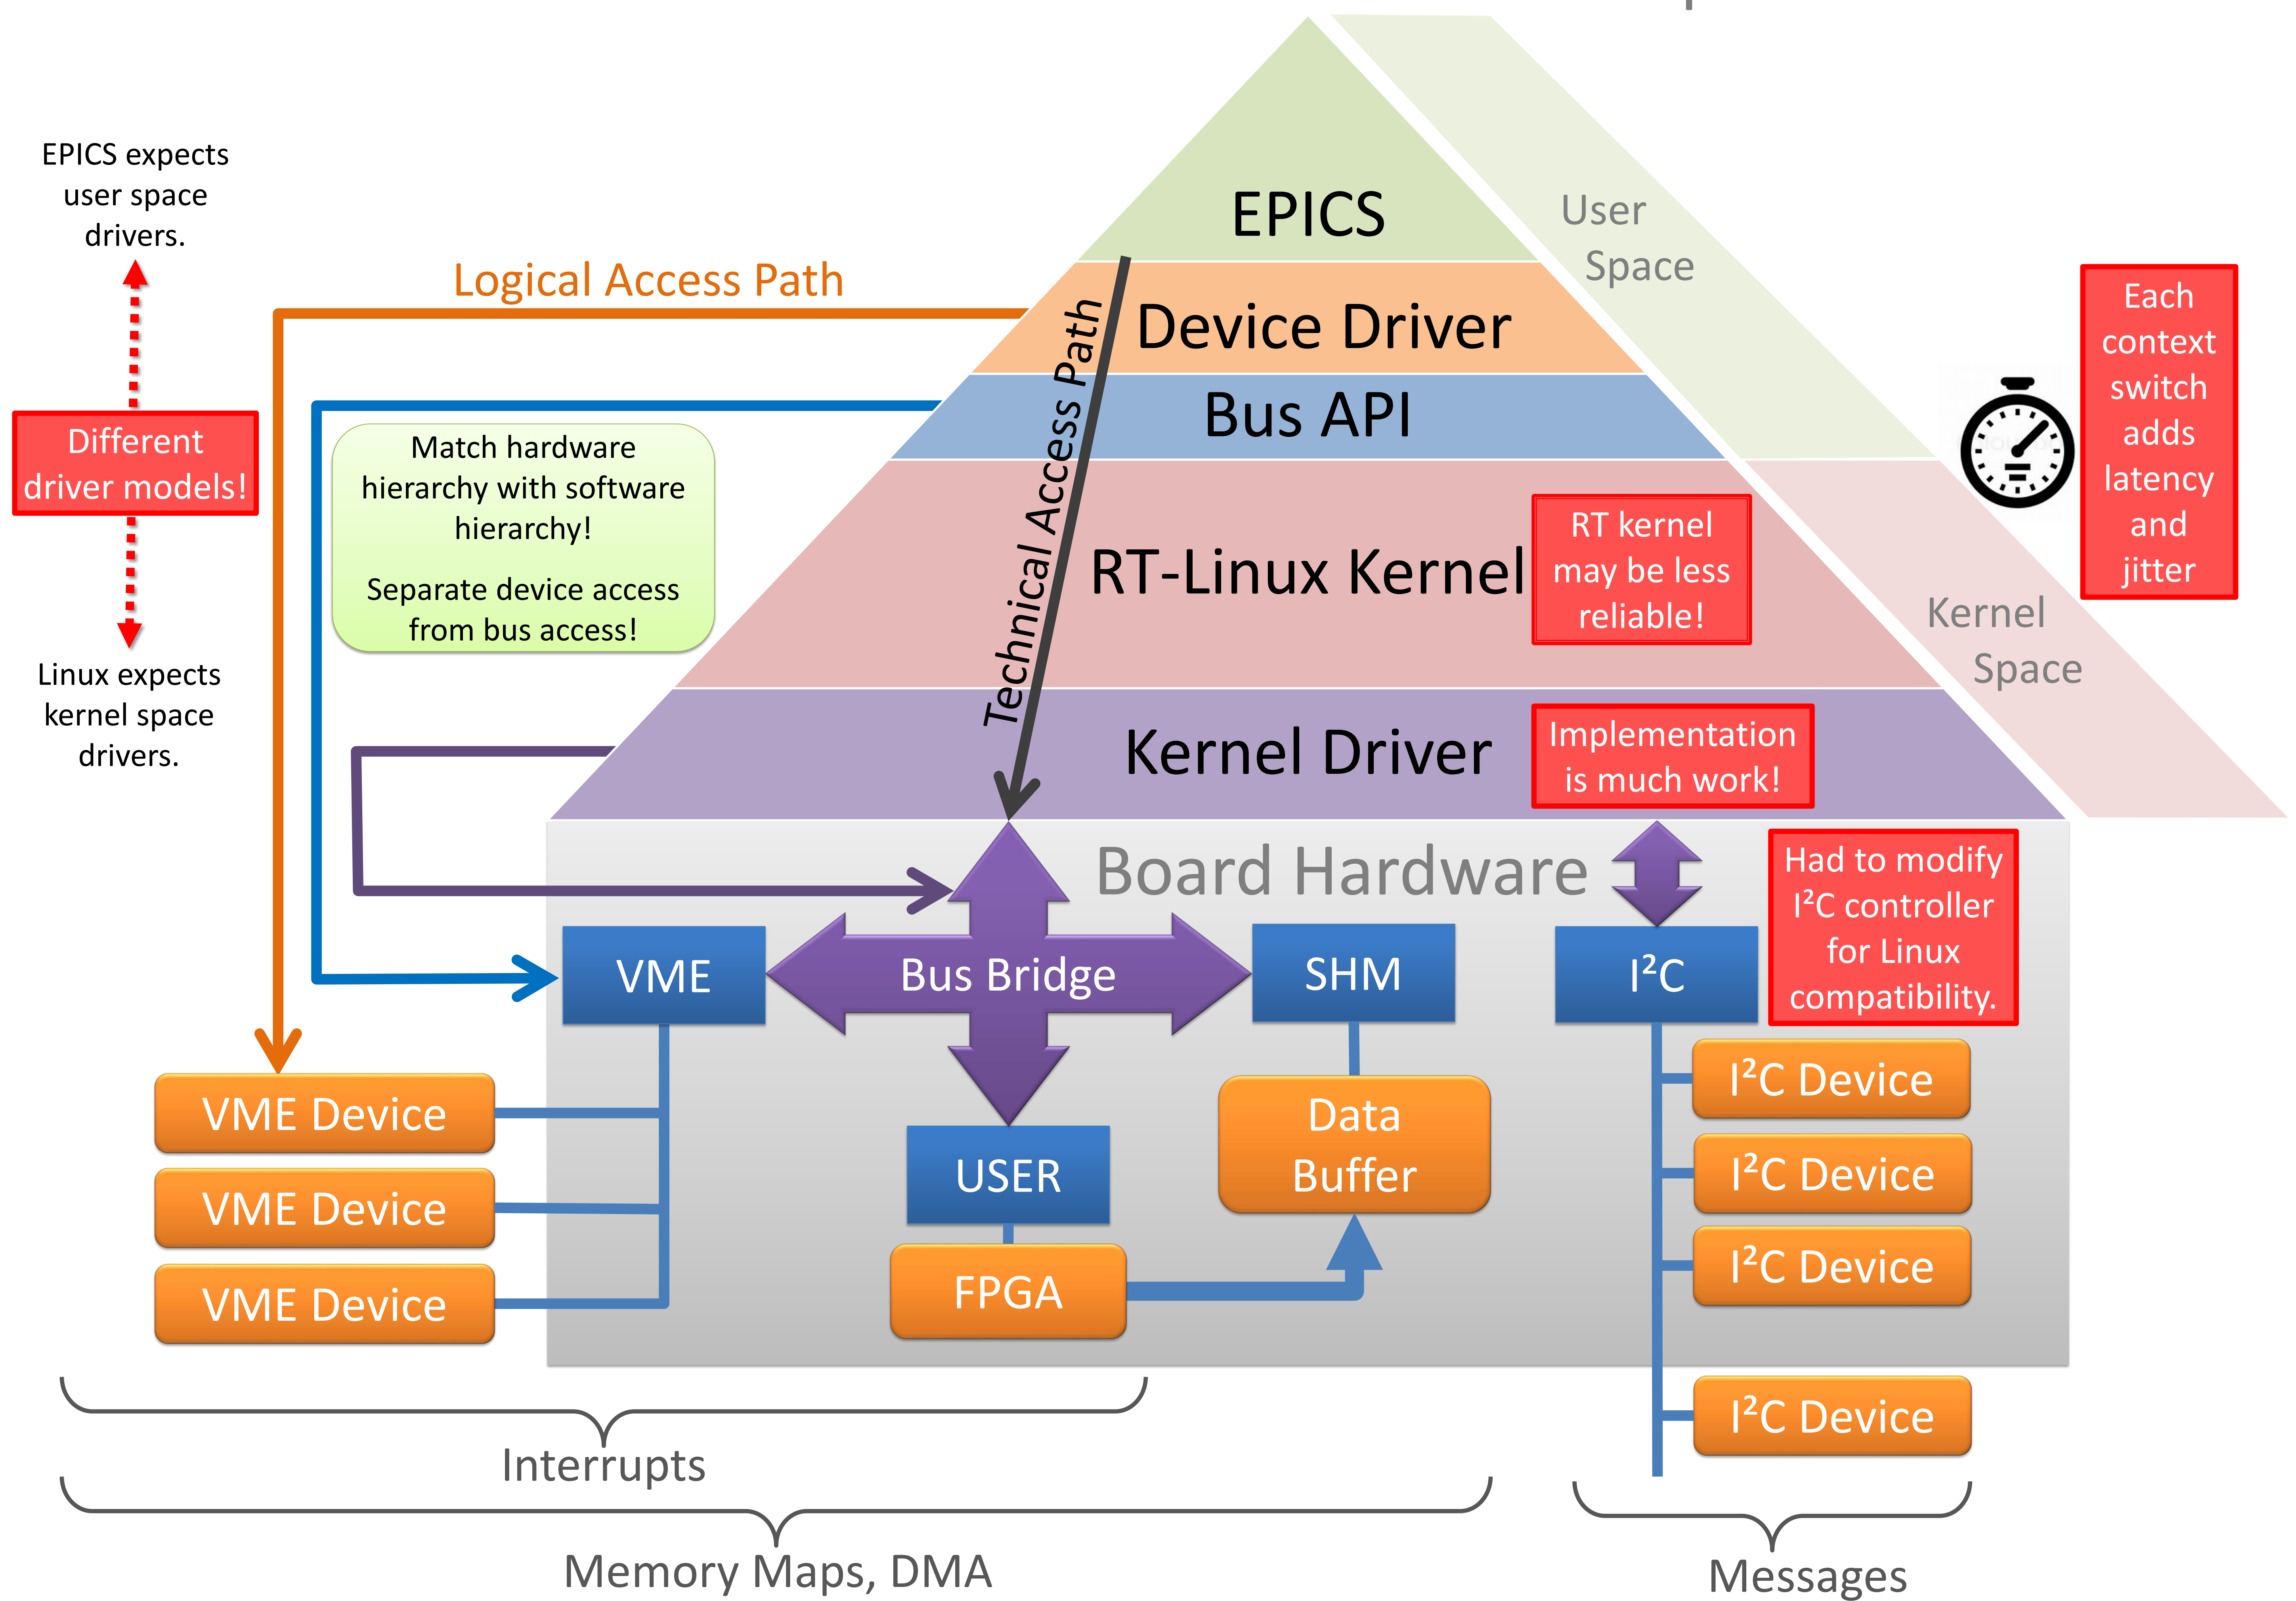 EPICS expects
user space
drivers.
Different
driver models!
Linux expects
kernel space
drivers.
Logical Access Path
Match hardware
hierarchy with software
hierarchy!
Separate device access
from bus access!
Technical Access Path
EPICS
Device Driver
Bus API
RT-Linux Kernel
RT kernel
may be less
reliable!
Kernel Driver
Implementation
is much work!
User
Space
Kernel
Space
Each
context
switch
adds
latency
and
jitter
Board Hardware
Had to modify
I²C controller
for Linux
compatibility.
VME
Bus Bridge
SHM
I²C
USER
FPGA
Data
Buffer
VME Device
VME Device
VME Device
I²C Device
I²C Device
I²C Device
I²C Device
Interrupts
Memory Maps, DMA
Messages